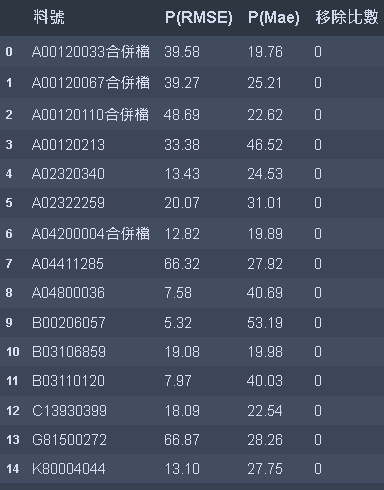 料號 P(RMSE) P(Mae) 移除比數
0 A00120033合併檔 39.58 19.76 0
1 A00120067合併檔 39.27 25.21 0
2 A00120110合併檔 48.69 22.62 0
3 A00120213 33.38 46.52 0
4 A02320340 13.43 24.53 0
5 A02322259 20.07 31.01 0
6 A04200004合併檔 12.82 19.89 0
7 A04411285 66.32 27.92 0
8 A04800036 7.58 40.69 0
9 B00206057 5.32 53.19 0
10 B03106859 19.08 19.98 0
11 B03110120 7.97 40.03 0
12 C13930399 18.09 22.54 0
13 G81500272 66.87 28.26 0
14 K80004044 13.10 27.75 0